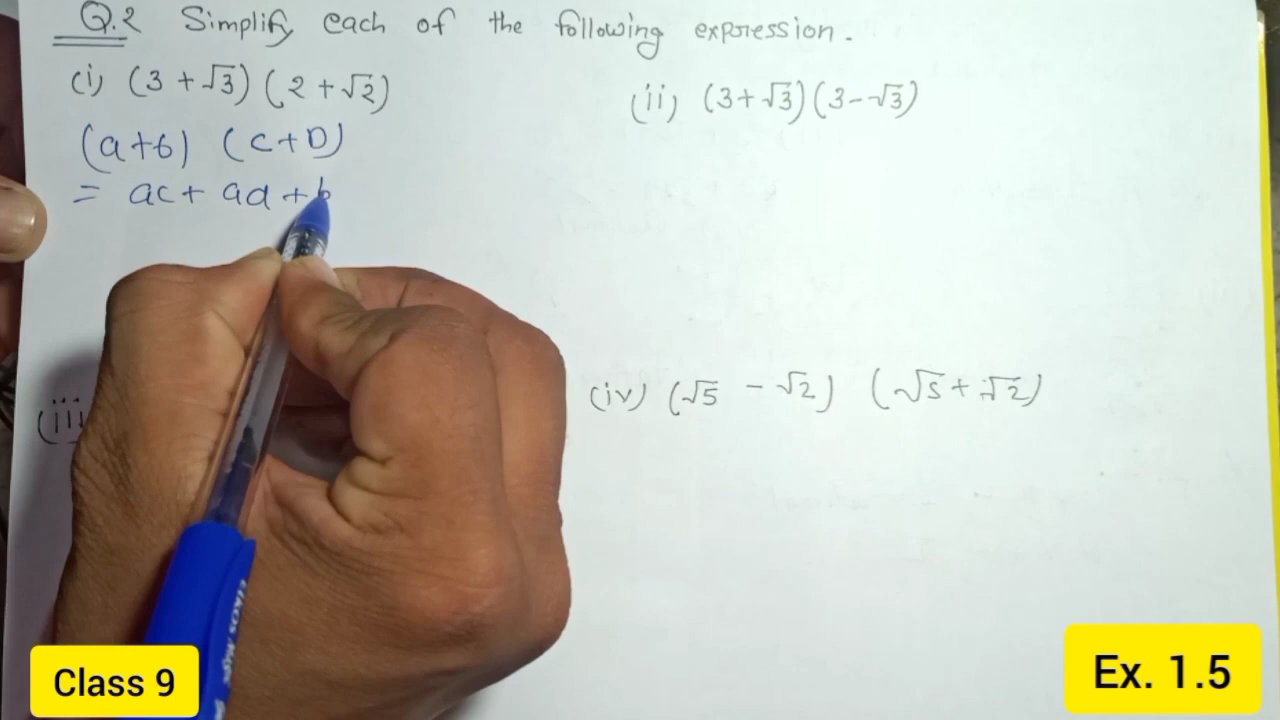 Q.2 Simplify each of the following expression.
(i) (3 + √3) (2 + √2)
(ii) (3 + √3) (3 - √3)
(a+b) (c+D)
= ac + ad + b
(iii
(iv) (√5 - √2) (√5 + √2)
Class 9
Ex. 1.5